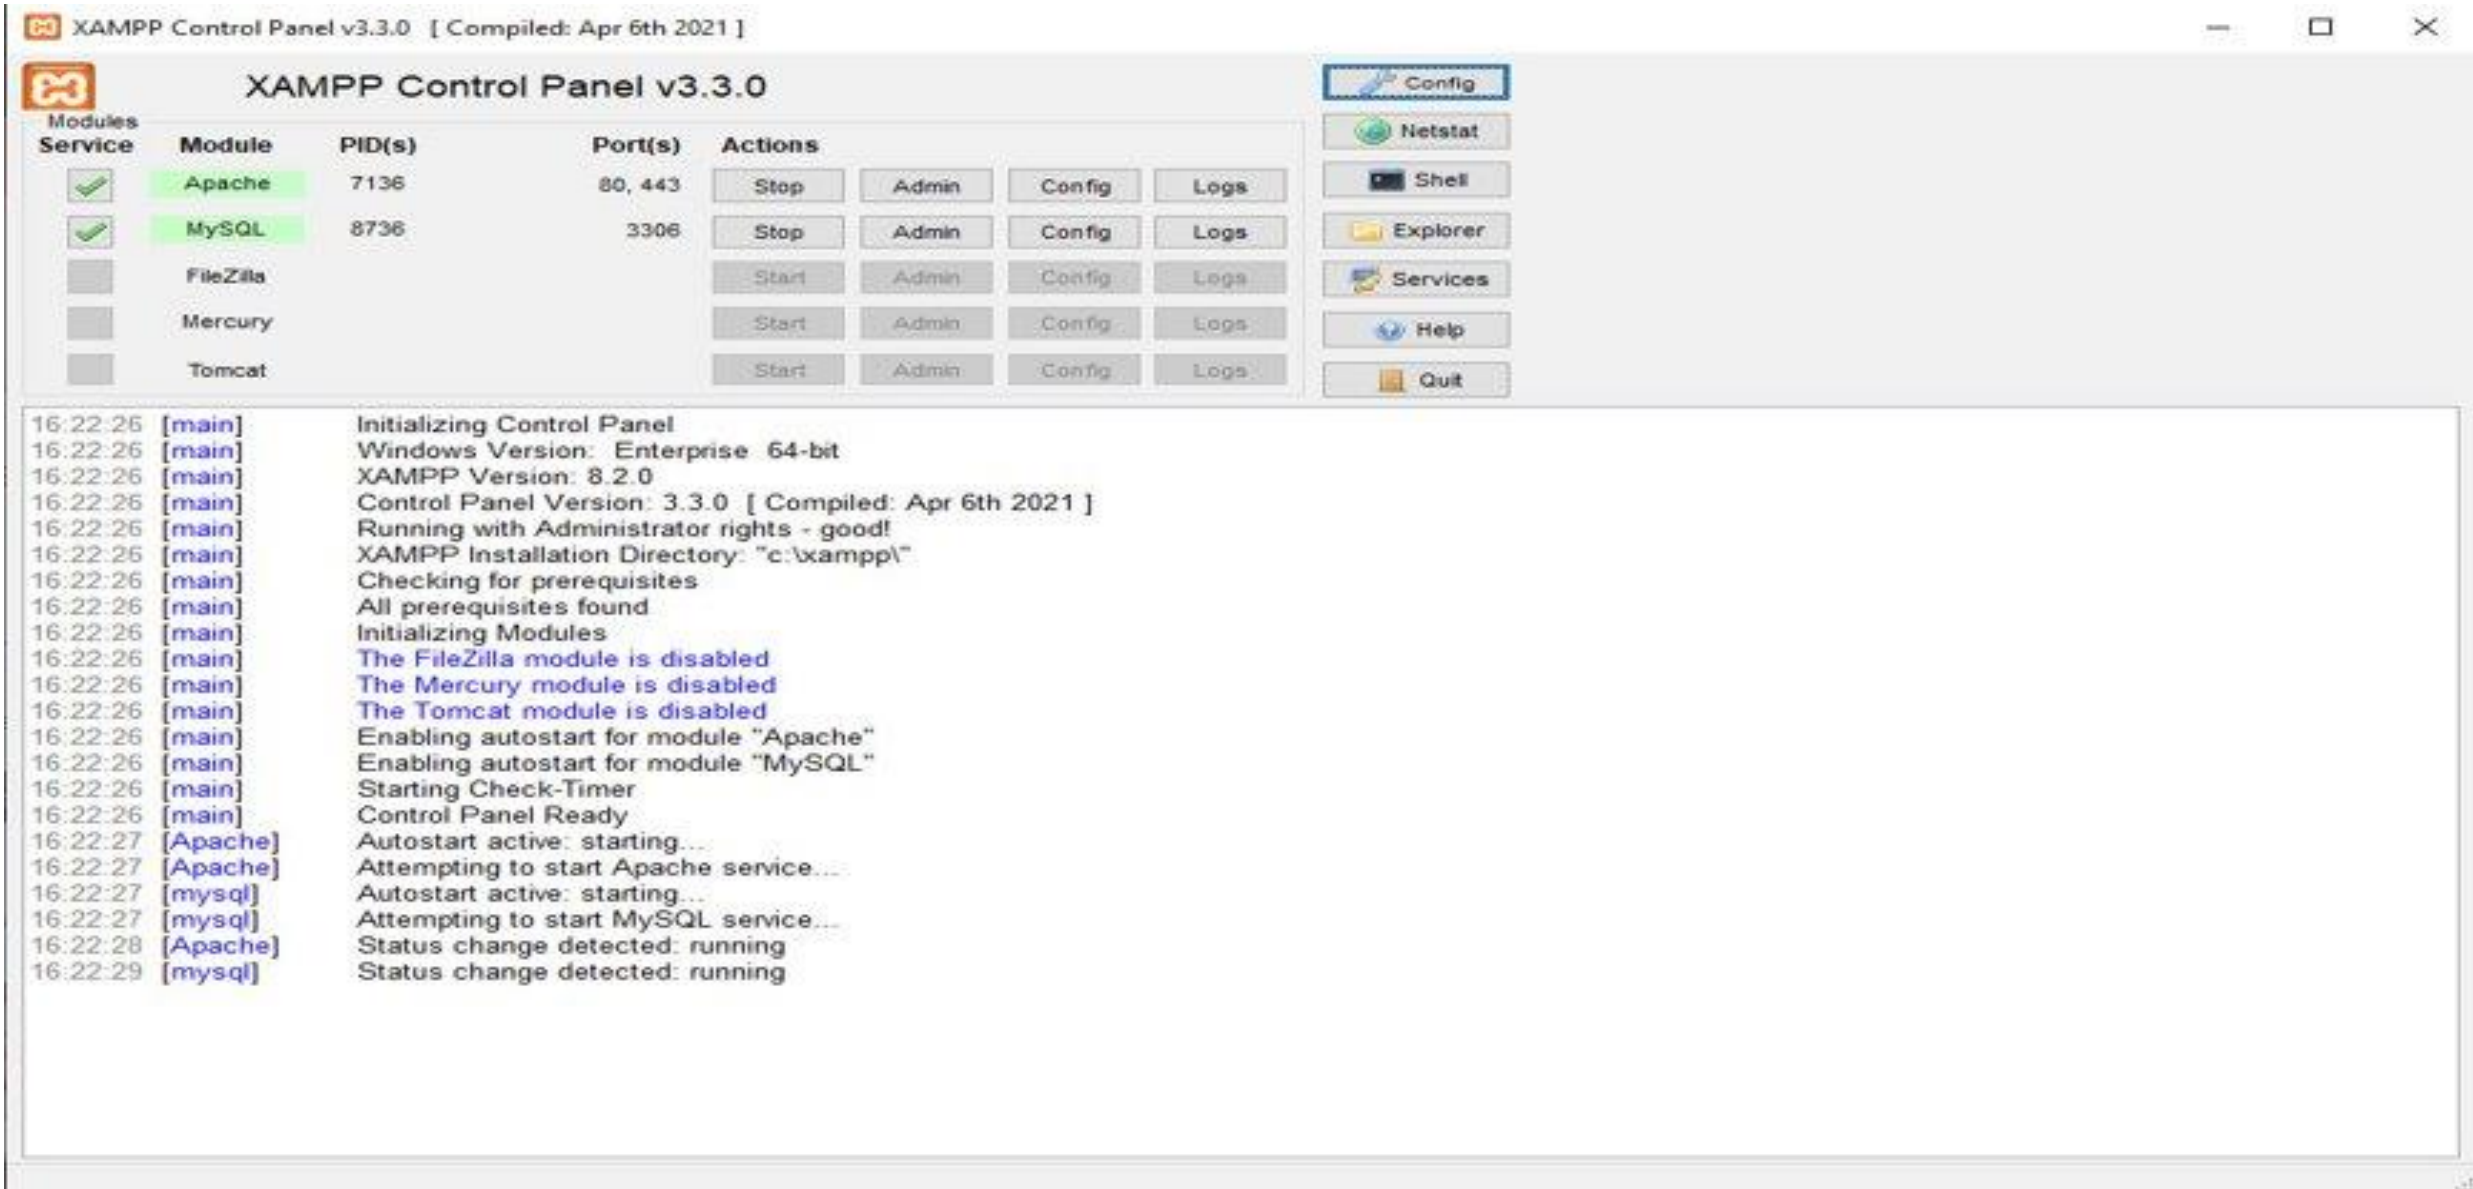 XAMPP Control Panel v3.3.0 [ Compiled: Apr 6th 2021 ]
XAMPP Control Panel v3.3.0
Config
Modules
Netstat
Service Module PID(s) Port(s) Actions
Apache 7136 80, 443 Stop Admin Config Logs
Shell
MySQL 8736 3306 Stop Admin Config Logs
Explorer
FileZilla Start Admin Config Logs
Services
Mercury Start Admin Config Logs
Help
Tomcat Start Admin Config Logs
Quit
16:22:26 [main] Initializing Control Panel
16:22:26 [main] Windows Version: Enterprise 64-bit
16:22:26 [main] XAMPP Version: 8.2.0
16:22:26 [main] Control Panel Version: 3.3.0 [ Compiled: Apr 6th 2021 ]
16:22:26 [main] Running with Administrator rights - good!
16:22:26 [main] XAMPP Installation Directory: "c:\xampp\"
16:22:26 [main] Checking for prerequisites
16:22:26 [main] All prerequisites found
16:22:26 [main] Initializing Modules
16:22:26 [main] The FileZilla module is disabled
16:22:26 [main] The Mercury module is disabled
16:22:26 [main] The Tomcat module is disabled
16:22:26 [main] Enabling autostart for module "Apache"
16:22:26 [main] Enabling autostart for module "MySQL"
16:22:26 [main] Starting Check-Timer
16:22:26 [main] Control Panel Ready
16:22:27 [Apache] Autostart active: starting...
16:22:27 [Apache] Attempting to start Apache service...
16:22:27 [mysql] Autostart active: starting...
16:22:27 [mysql] Attempting to start MySQL service...
16:22:28 [Apache] Status change detected: running
16:22:29 [mysql] Status change detected: running